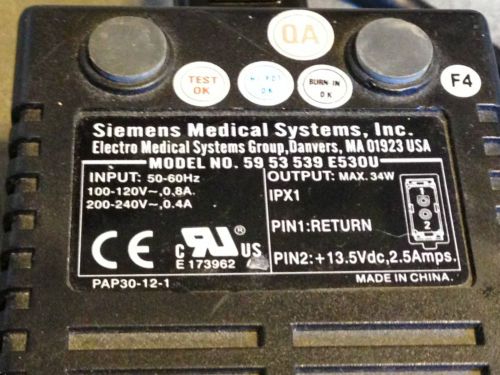 QA
TEST
OK
HI-POT
OK
BURN-IN
OK
F4
Siemens Medical Systems, Inc.
Electro Medical Systems Group, Danvers, MA 01923 USA
MODEL NO. 59 53 539 E530U
INPUT: 50-60Hz
100-120V~,0.8A.
200-240V~,0.4A
OUTPUT: MAX. 34W
IPX1
PIN1:RETURN
PIN2:+13.5Vdc,2.5Amps.
1
2
CE
C RU ® US
E 173962
PAP30-12-1
MADE IN CHINA.